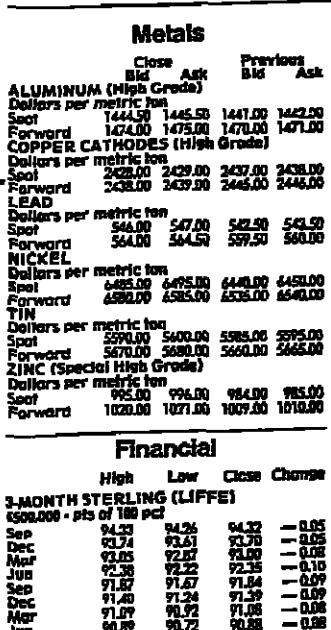 Metals
Close Previous
Bid Ask Bid Ask
ALUMINUM (High Grade)
Dollars per metric ton
Spot 1444.50 1445.50 1441.00 1442.00
Forward 1474.00 1475.00 1470.00 1471.00
COPPER CATHODES (High Grade)
Dollars per metric ton
Spot 2428.00 2429.00 2437.00 2438.00
Forward 2438.00 2439.00 2445.00 2446.00
LEAD
Dollars per metric ton
Spot 546.00 547.00 542.50 543.50
Forward 564.00 564.50 559.50 560.00
NICKEL
Dollars per metric ton
Spot 6485.00 6495.00 6440.00 6450.00
Forward 6580.00 6585.00 6535.00 6540.00
TIN
Dollars per metric ton
Spot 5590.00 5600.00 5585.00 5595.00
Forward 5670.00 5680.00 5660.00 5665.00
ZINC (Special High Grade)
Dollars per metric ton
Spot 995.00 996.00 984.00 985.00
Forward 1020.00 1021.00 1009.00 1010.00
Financial
High Low Close Change
3-MONTH STERLING (LIFFE)
£500,000 - pts of 100 pct
Sep 94.33 94.26 94.32 — 0.05
Dec 93.74 93.61 93.70 — 0.05
Mar 93.05 92.87 93.00 — 0.08
Jun 92.38 92.22 92.35 — 0.10
Sep 91.87 91.67 91.84 — 0.09
Dec 91.40 91.24 91.39 — 0.09
Mar 91.09 90.92 91.08 — 0.08
Jun 90.89 90.72 90.88 — 0.08